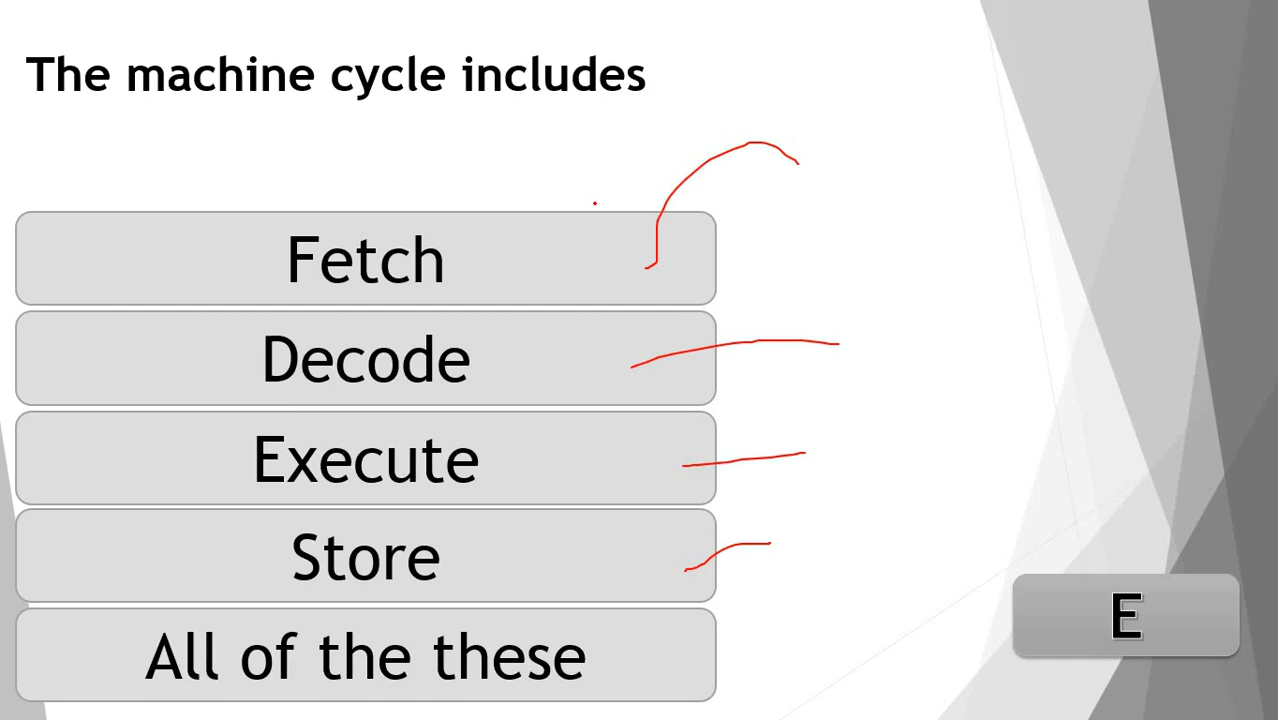 The machine cycle includes
Fetch
Decode
Execute
Store
All of the these
E